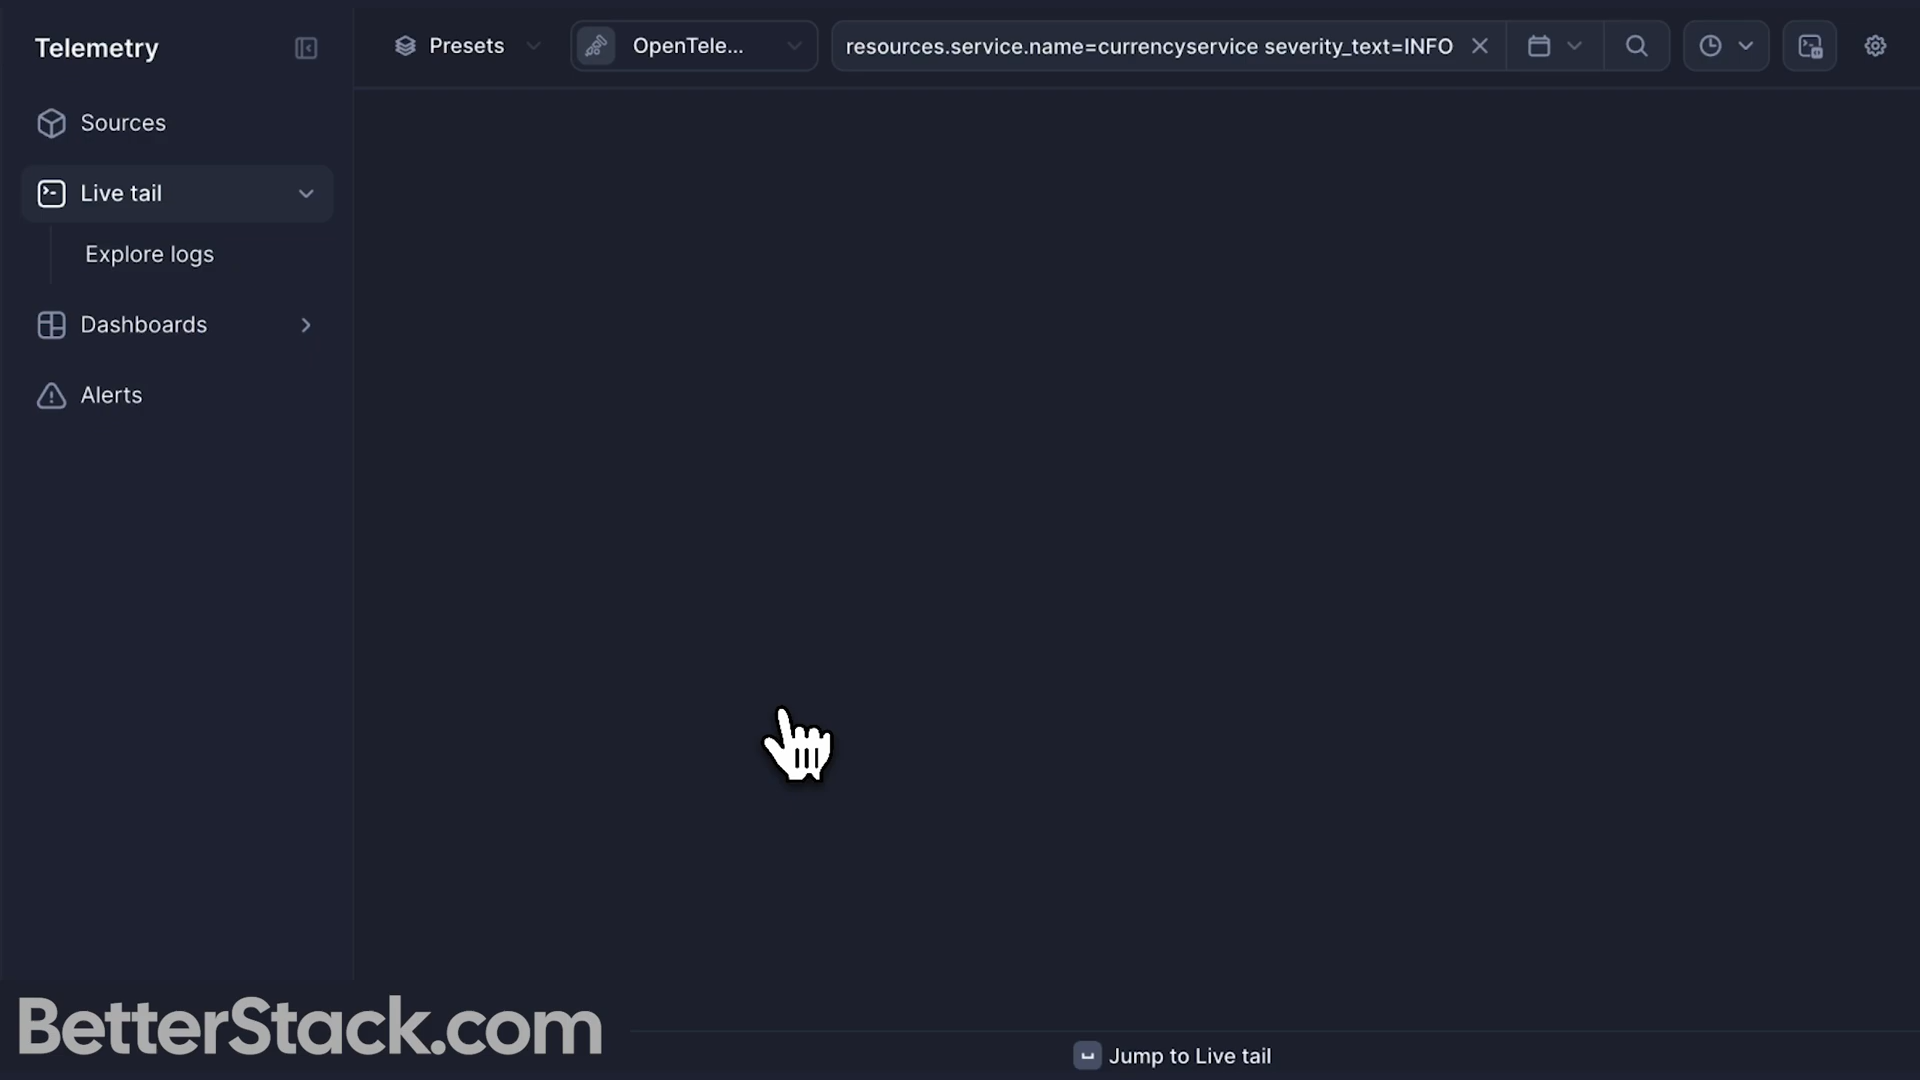 Telemetry
Presets
OpenTele...
resources.service.name=currencyservice severity_text=INFO
Sources
Live tail
Explore logs
Dashboards
Alerts
BetterStack.com
Jump to Live tail